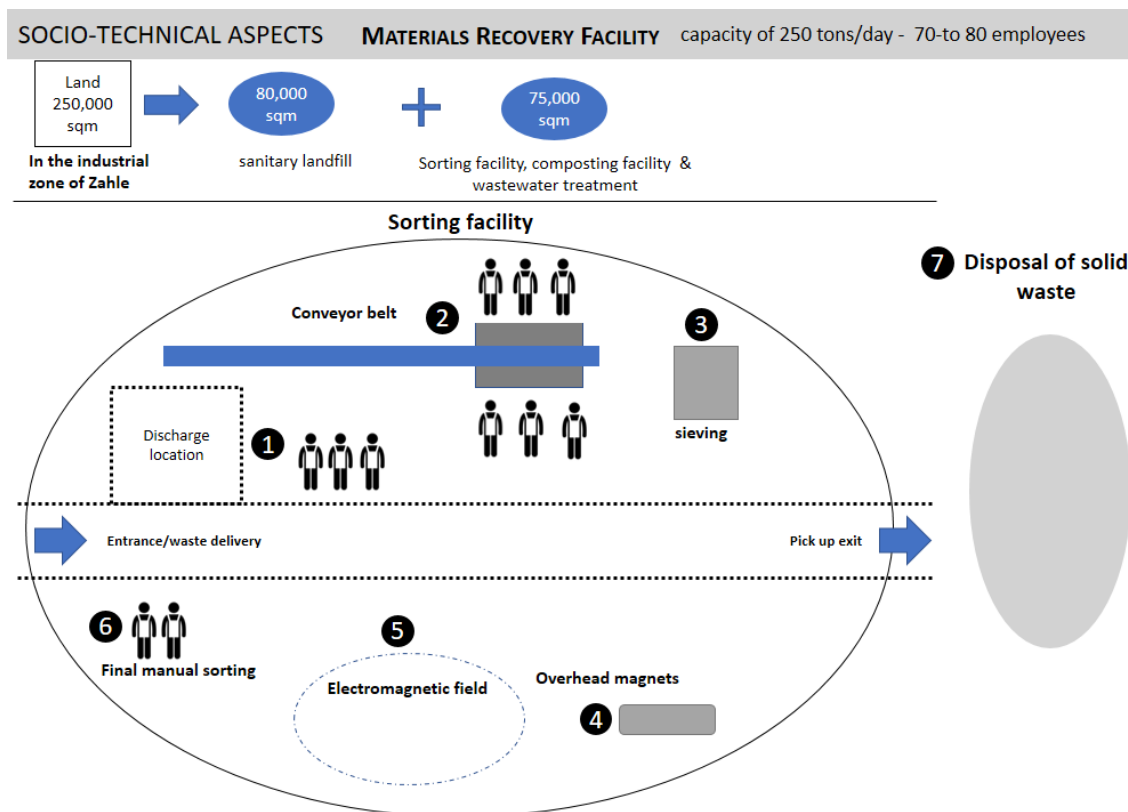 SOCIO-TECHNICAL ASPECTS MATERIALS RECOVERY FACILITY capacity of 250 tons/day - 70-to 80 employees
Land
250,000
sqm
80,000
sqm
75,000
sqm
In the industrial
zone of Zahle
sanitary landfill
Sorting facility, composting facility &
wastewater treatment
Sorting facility
7 Disposal of solid
waste
Conveyor belt
2
3
sieving
Discharge
location
1
Entrance/waste delivery
Pick up exit
6
Final manual sorting
5
Electromagnetic field
Overhead magnets
4